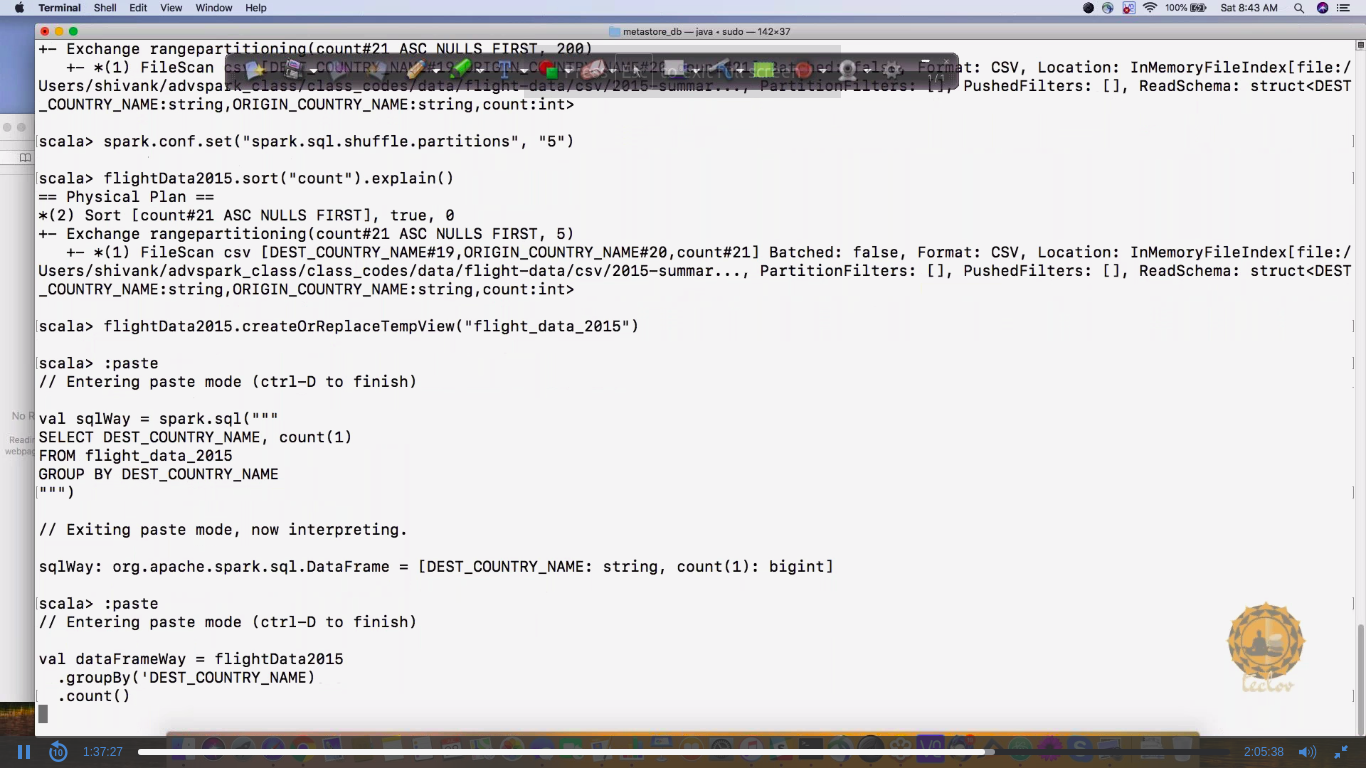 Terminal Shell Edit View Window Help 100% Sat 8:43 AM
metastore_db — java • sudo — 142×37
+- Exchange rangepartitioning(count#21 ASC NULLS FIRST, 200)
+- *(1) FileScan csv [DEST_COUNTRY_NAME#19,ORIGIN_COUNTRY_NAME#20,count#21] Batched: false, Format: CSV, Location: InMemoryFileIndex[file:/
Users/shivank/advspark_class/class_codes/data/flight-data/csv/2015-summar..., PartitionFilters: [], PushedFilters: [], ReadSchema: struct<DEST
_COUNTRY_NAME:string,ORIGIN_COUNTRY_NAME:string,count:int>
scala> spark.conf.set("spark.sql.shuffle.partitions", "5")
scala> flightData2015.sort("count").explain()
== Physical Plan ==
*(2) Sort [count#21 ASC NULLS FIRST], true, 0
+- Exchange rangepartitioning(count#21 ASC NULLS FIRST, 5)
+- *(1) FileScan csv [DEST_COUNTRY_NAME#19,ORIGIN_COUNTRY_NAME#20,count#21] Batched: false, Format: CSV, Location: InMemoryFileIndex[file:/
Users/shivank/advspark_class/class_codes/data/flight-data/csv/2015-summar..., PartitionFilters: [], PushedFilters: [], ReadSchema: struct<DEST
_COUNTRY_NAME:string,ORIGIN_COUNTRY_NAME:string,count:int>
scala> flightData2015.createOrReplaceTempView("flight_data_2015")
scala> :paste
// Entering paste mode (ctrl-D to finish)
val sqlWay = spark.sql("""
SELECT DEST_COUNTRY_NAME, count(1)
FROM flight_data_2015
GROUP BY DEST_COUNTRY_NAME
""")
// Exiting paste mode, now interpreting.
sqlWay: org.apache.spark.sql.DataFrame = [DEST_COUNTRY_NAME: string, count(1): bigint]
scala> :paste
// Entering paste mode (ctrl-D to finish)
val dataFrameWay = flightData2015
.groupBy('DEST_COUNTRY_NAME)
.count()
No R
Readin
webpag
leclov
10 1:37:27 2:05:38